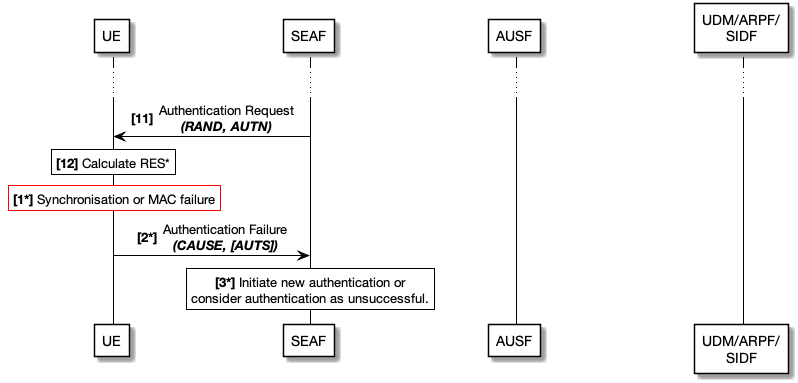 UE
SEAF
AUSF
UDM/ARPF/
SIDF
[11] Authentication Request
(RAND, AUTN)
[12] Calculate RES*
[1*] Synchronisation or MAC failure
[2*] Authentication Failure
(CAUSE, [AUTS])
[3*] Initiate new authentication or
consider authentication as unsuccessful.
UE
SEAF
AUSF
UDM/ARPF/
SIDF